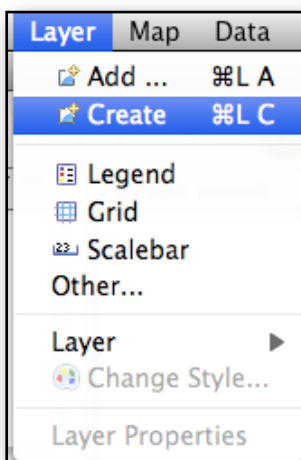 Layer Map Data
Add ... ⌘L A
Create ⌘L C
Legend
Grid
23 Scalebar
Other...
Layer
Change Style...
Layer Properties